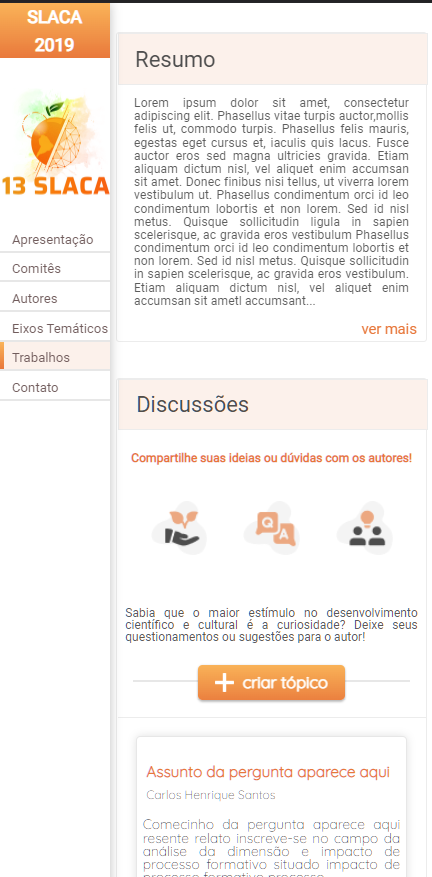 SLACA
2019
13 SLACA
Apresentação
Comitês
Autores
Eixos Temáticos
Trabalhos
Contato
Resumo
Lorem ipsum dolor sit amet, consectetur
adipiscing elit. Phasellus vitae turpis auctor,mollis
felis ut, commodo turpis. Phasellus felis mauris,
egestas eget cursus et, iaculis quis lacus. Fusce
auctor eros sed magna ultricies gravida. Etiam
aliquam dictum nisl, vel aliquet enim accumsan
sit amet. Donec finibus nisi tellus, ut viverra lorem
vestibulum ut. Phasellus condimentum orci id leo
condimentum lobortis et non lorem. Sed id nisl
metus. Quisque sollicitudin ligula in sapien
scelerisque, ac gravida eros vestibulum Phasellus
condimentum orci id leo condimentum lobortis et
non lorem. Sed id nisl metus. Quisque sollicitudin
in sapien scelerisque, ac gravida eros vestibulum.
Etiam aliquam dictum nisl, vel aliquet enim
accumsan sit ametl accumsant...
ver mais
Discussões
Compartilhe suas ideias ou dúvidas com os autores!
Q
A
Sabia que o maior estímulo no desenvolvimento
científico e cultural é a curiosidade? Deixe seus
questionamentos ou sugestões para o autor!
criar tópico
Assunto da pergunta aparece aqui
Carlos Henrique Santos
Comecinho da pergunta aparece aqui
resente relato inscreve-se no campo da
análise da dimensão e impacto de
processo formativo situado impacto de
processo formativo processo